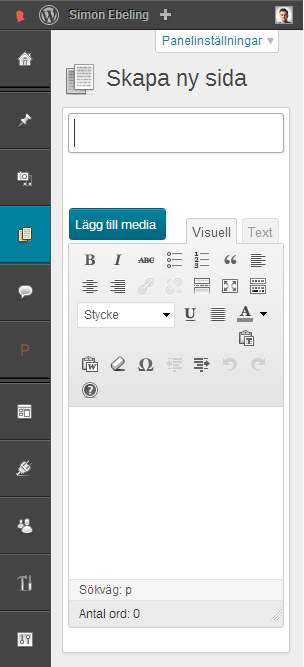 Simon Ebeling
Panelinställningar
Skapa ny sida
Lägg till media
Visuell
Text
B I ABC
Stycke
U A
Ω
P
Sökväg: p
Antal ord: 0